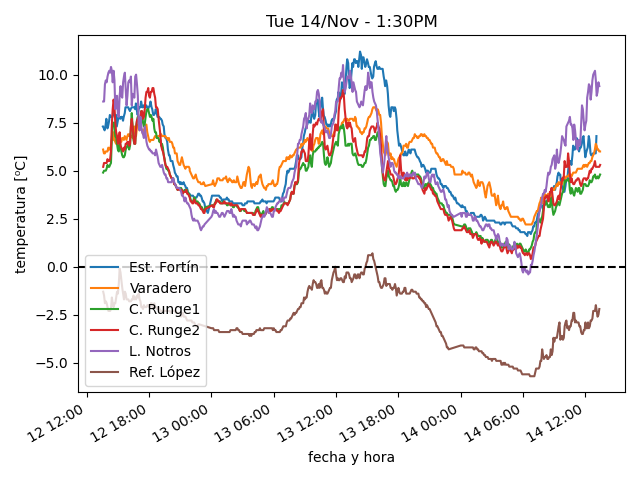 Tue 14/Nov - 1:30PM
temperatura [ºC]
10.0
7.5
5.0
2.5
0.0
−2.5
−5.0
Est. Fortín
Varadero
C. Runge1
C. Runge2
L. Notros
Ref. López
12 12:00
12 18:00
13 00:00
13 06:00
13 12:00
13 18:00
14 00:00
14 06:00
14 12:00
fecha y hora